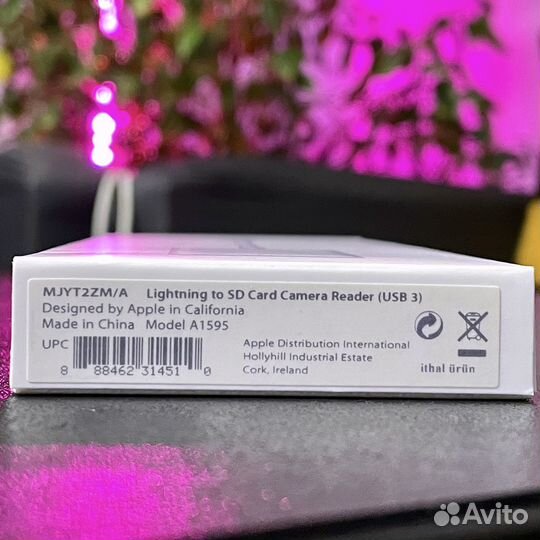 MJYT2ZM/A Lightning to SD Card Camera Reader (USB 3)
Designed by Apple in California
Made in China Model A1595
UPC
8 88462 31451 0
Apple Distribution International
Hollyhill Industrial Estate
Cork, Ireland
ithal ürün
Avito